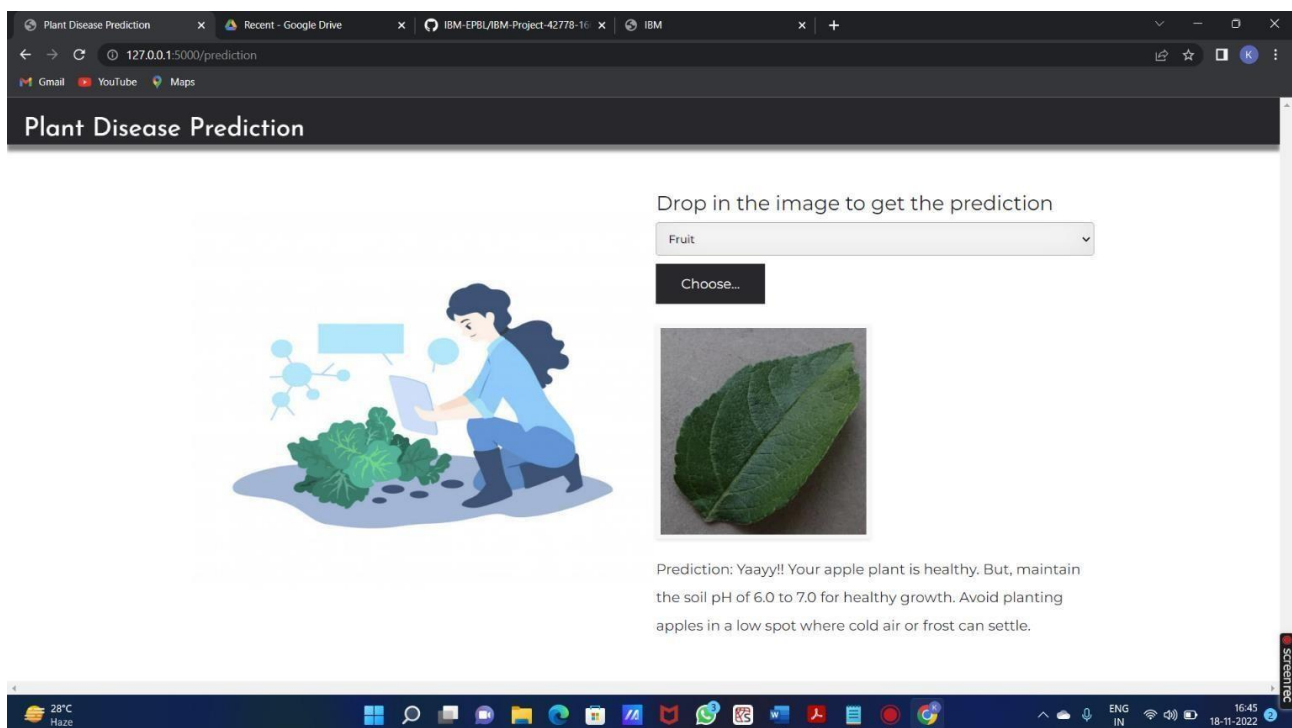 Plant Disease Prediction
Recent - Google Drive
IBM-EPBL/IBM-Project-42778-16
IBM
127.0.0.1:5000/prediction
K
Gmail
YouTube
Maps
Plant Disease Prediction
Drop in the image to get the prediction
Fruit
Choose...
Prediction: Yaayy!! Your apple plant is healthy. But, maintain
the soil pH of 6.0 to 7.0 for healthy growth. Avoid planting
apples in a low spot where cold air or frost can settle.
screenrec
28°C
Haze
ENG
IN
16:45
18-11-2022
2